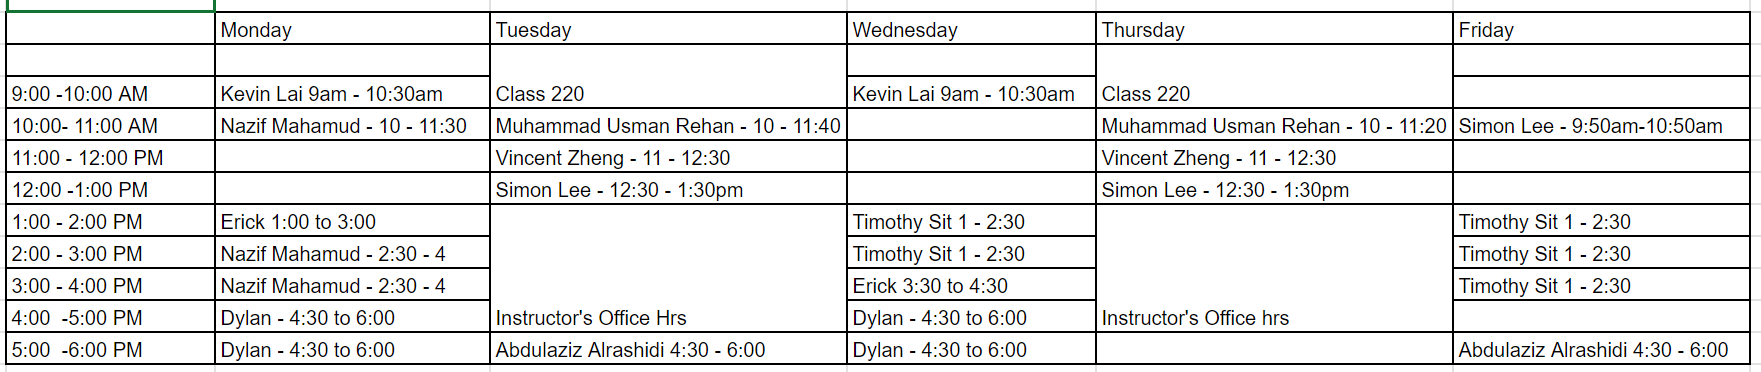 Monday Tuesday Wednesday Thursday Friday
9:00 -10:00 AM Kevin Lai 9am - 10:30am Class 220 Kevin Lai 9am - 10:30am Class 220
10:00- 11:00 AM Nazif Mahamud - 10 - 11:30 Muhammad Usman Rehan - 10 - 11:40 Muhammad Usman Rehan - 10 - 11:20 Simon Lee - 9:50am-10:50am
11:00 - 12:00 PM Vincent Zheng - 11 - 12:30 Vincent Zheng - 11 - 12:30
12:00 -1:00 PM Simon Lee - 12:30 - 1:30pm Simon Lee - 12:30 - 1:30pm
1:00 - 2:00 PM Erick 1:00 to 3:00 Timothy Sit 1 - 2:30 Timothy Sit 1 - 2:30
2:00 - 3:00 PM Nazif Mahamud - 2:30 - 4 Timothy Sit 1 - 2:30 Timothy Sit 1 - 2:30
3:00 - 4:00 PM Nazif Mahamud - 2:30 - 4 Erick 3:30 to 4:30 Timothy Sit 1 - 2:30
4:00 -5:00 PM Dylan - 4:30 to 6:00 Instructor's Office Hrs Dylan - 4:30 to 6:00 Instructor's Office hrs
5:00 -6:00 PM Dylan - 4:30 to 6:00 Abdulaziz Alrashidi 4:30 - 6:00 Dylan - 4:30 to 6:00 Abdulaziz Alrashidi 4:30 - 6:00